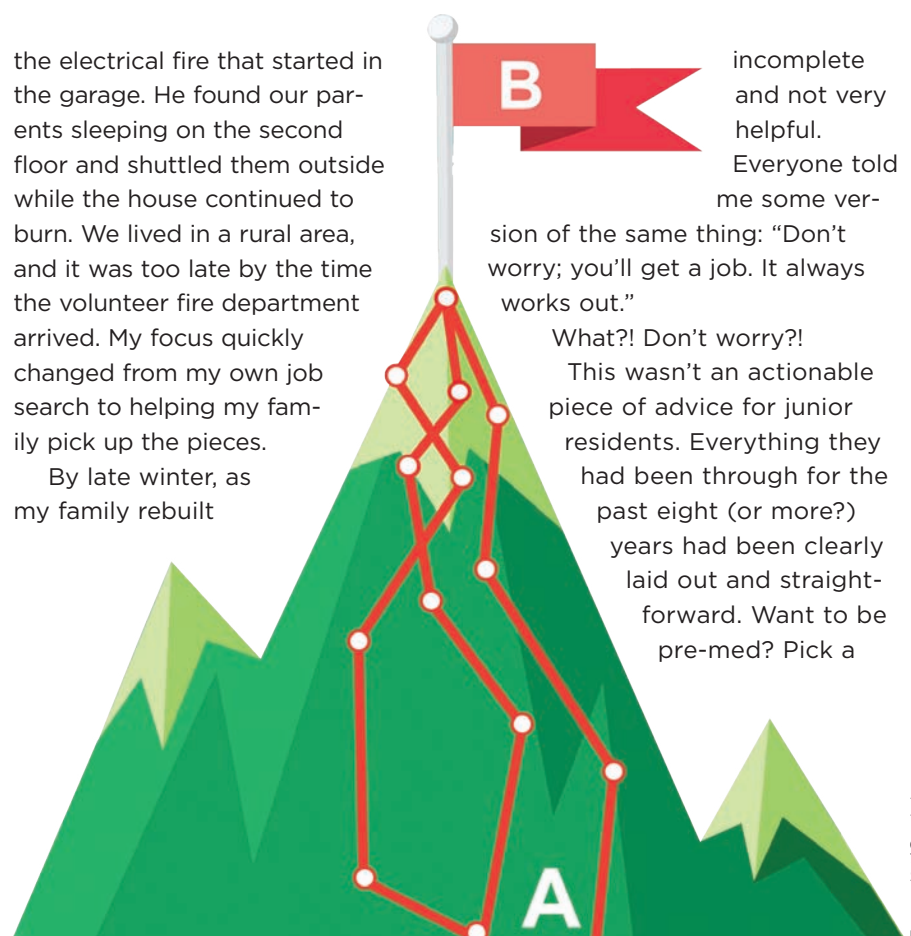 the electrical fire that started in
the garage. He found our par-
ents sleeping on the second
floor and shuttled them outside
while the house continued to
burn. We lived in a rural area,
and it was too late by the time
the volunteer fire department
arrived. My focus quickly
changed from my own job
search to helping my fam-
ily pick up the pieces.
By late winter, as
my family rebuilt
B
incomplete
and not very
helpful.
Everyone told
me some ver-
sion of the same thing: “Don’t
worry; you’ll get a job. It always
works out.”
What?! Don’t worry?!
This wasn’t an actionable
piece of advice for junior
residents. Everything they
had been through for the
past eight (or more?)
years had been clearly
laid out and straight-
forward. Want to be
pre-med? Pick a
A